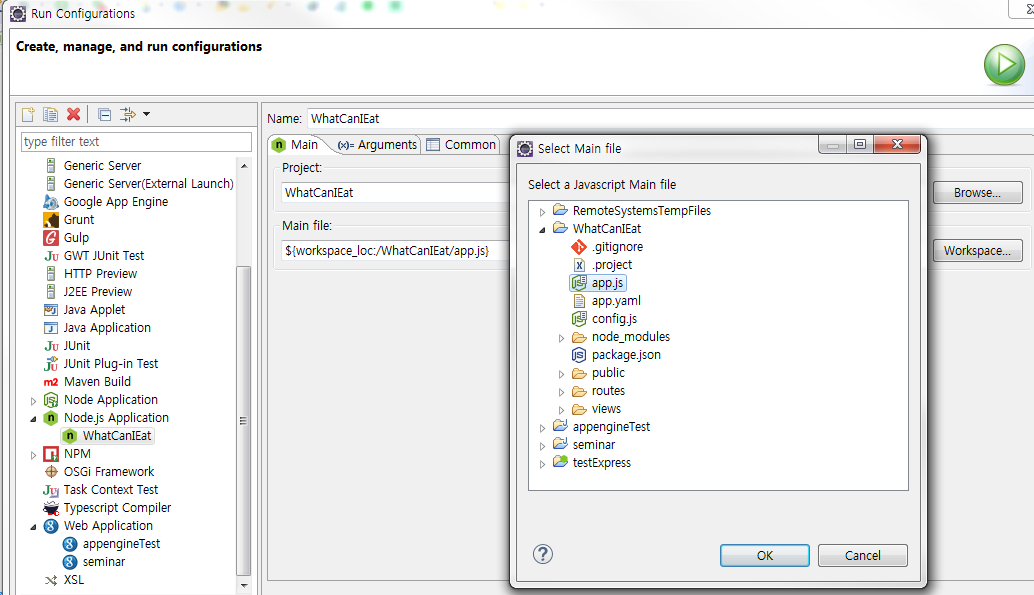 Run Configurations
Create, manage, and run configurations
type filter text
Generic Server
Generic Server(External Launch)
Google App Engine
Grunt
Gulp
GWT JUnit Test
HTTP Preview
J2EE Preview
Java Applet
Java Application
JUnit
JUnit Plug-in Test
Maven Build
Node Application
Node.js Application
WhatCanIEat
NPM
OSGi Framework
Task Context Test
Typescript Compiler
Web Application
appengineTest
seminar
XSL
Name: WhatCanIEat
Main (x)= Arguments Common
Project:
WhatCanIEat
Browse...
Main file:
${workspace_loc:/WhatCanIEat/app.js}
Workspace...
Select Main file
Select a Javascript Main file
RemoteSystemsTempFiles
WhatCanIEat
.gitignore
.project
app.js
app.yaml
config.js
node_modules
package.json
public
routes
views
appengineTest
seminar
testExpress
OK Cancel